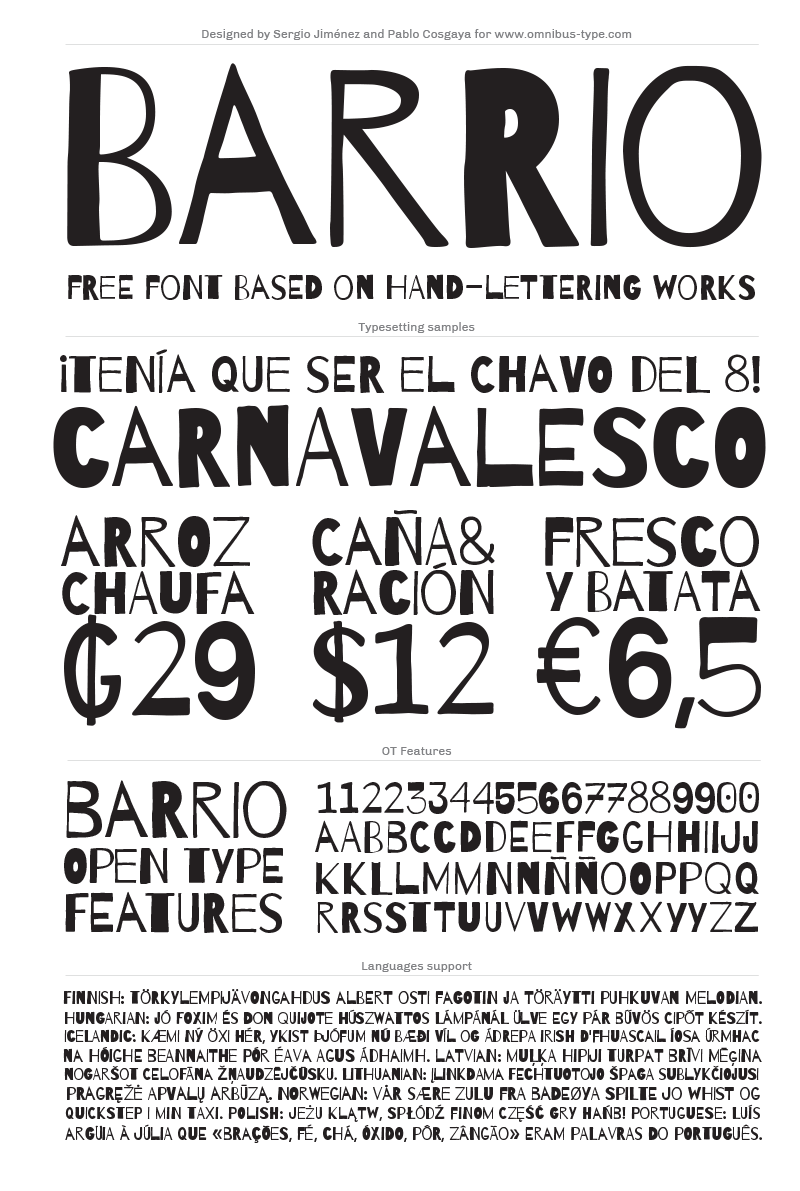 Designed by Sergio Jiménez and Pablo Cosgaya for www.omnibus-type.com
BARRIO
FREE FONT BASED ON HAND-LETTERING WORKS
Typesetting samples
¡TENÍA QUE SER EL CHAVO DEL 8!
CARNAVALESCO
ARROZ
CHAUFA
₲29
CAÑA&
RACIÓN
$12
FRESCO
Y BATATA
€6,5
OT Features
BARRIO
OPEN TYPE
FEATURES
11223344556677889900
AABBCCDDEEFFGGHHIIJJ
KKLLMMNNÑÑOOPPQQ
RRSSTTUUVVWWXXYYZZ
Languages support
FINNISH: TÖRKYLEMPIJÄVONGAHDUS ALBERT OSTI FAGOTIN JA TÖRÄYTTI PUHKUVAN MELODIAN.
HUNGARIAN: JÓ FOXIM ÉS DON QUIJOTE HÚSZWATTOS LÁMPÁNÁL ÜLVE EGY PÁR BŰVÖS CIPŐT KÉSZÍT.
ICELANDIC: KÆMI NÝ ÖXI HÉR, YKIST ÞJÓFUM NÚ BÆÐI VÍL OG ÁDREPA IRISH D'FHUASCAIL ÍOSA ÚRMHAC
NA HÓIGHE BEANNAITHE PÓR ÉAVA AGUS ÁDHAIMH. LATVIAN: MUĻĶA HIPIJI TURPAT BRĪVI MĒĢINA
NOGARŠOT CELOFĀNA ŽŅAUDZĒJČŪSKU. LITHUANIAN: ĮLINKDAMA FECHTUOTOJO ŠPAGA SUBLYKČIOJUSI
PRAGRĘŽĖ APVALŲ ARBŪZĄ. NORWEGIAN: VÅR SÆRE ZULU FRA BADEØYA SPILTE JO WHIST OG
QUICKSTEP I MIN TAXI. POLISH: JEŻU KLĄTW, SPŁÓDŹ FINOM CZĘŚĆ GRY HAŃB! PORTUGUESE: LUÍS
ARGÜIA À JÚLIA QUE «BRAÇÕES, FÉ, CHÁ, ÓXIDO, PÔR, ZÂNGÃO» ERAM PALAVRAS DO PORTUGUÊS.